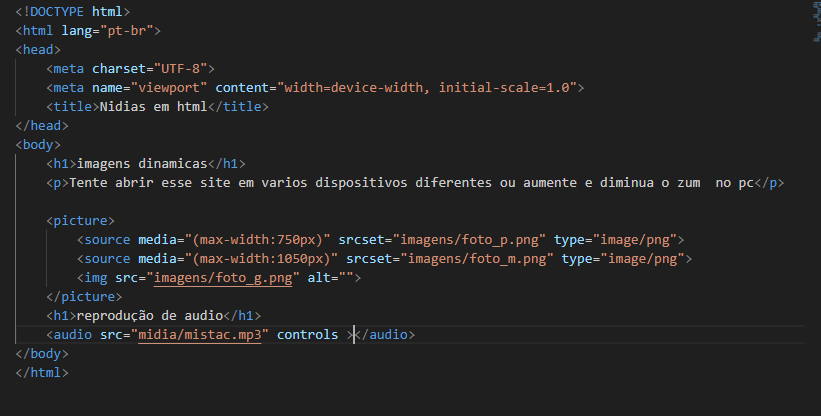 <!DOCTYPE html>
<html lang="pt-br">
<head>
    <meta charset="UTF-8">
    <meta name="viewport" content="width=device-width, initial-scale=1.0">
    <title>Nidias em html</title>
</head>
<body>
    <h1>imagens dinamicas</h1>
    <p>Tente abrir esse site em varios dispositivos diferentes ou aumente e diminua o zum  no pc</p>

    <picture>
        <source media="(max-width:750px)" srcset="imagens/foto_p.png" type="image/png">
        <source media="(max-width:1050px)" srcset="imagens/foto_m.png" type="image/png">
        <img src="imagens/foto_g.png" alt="">
    </picture>
    <h1>reprodução de audio</h1>
    <audio src="midia/mistac.mp3" controls ></audio>
</body>
</html>